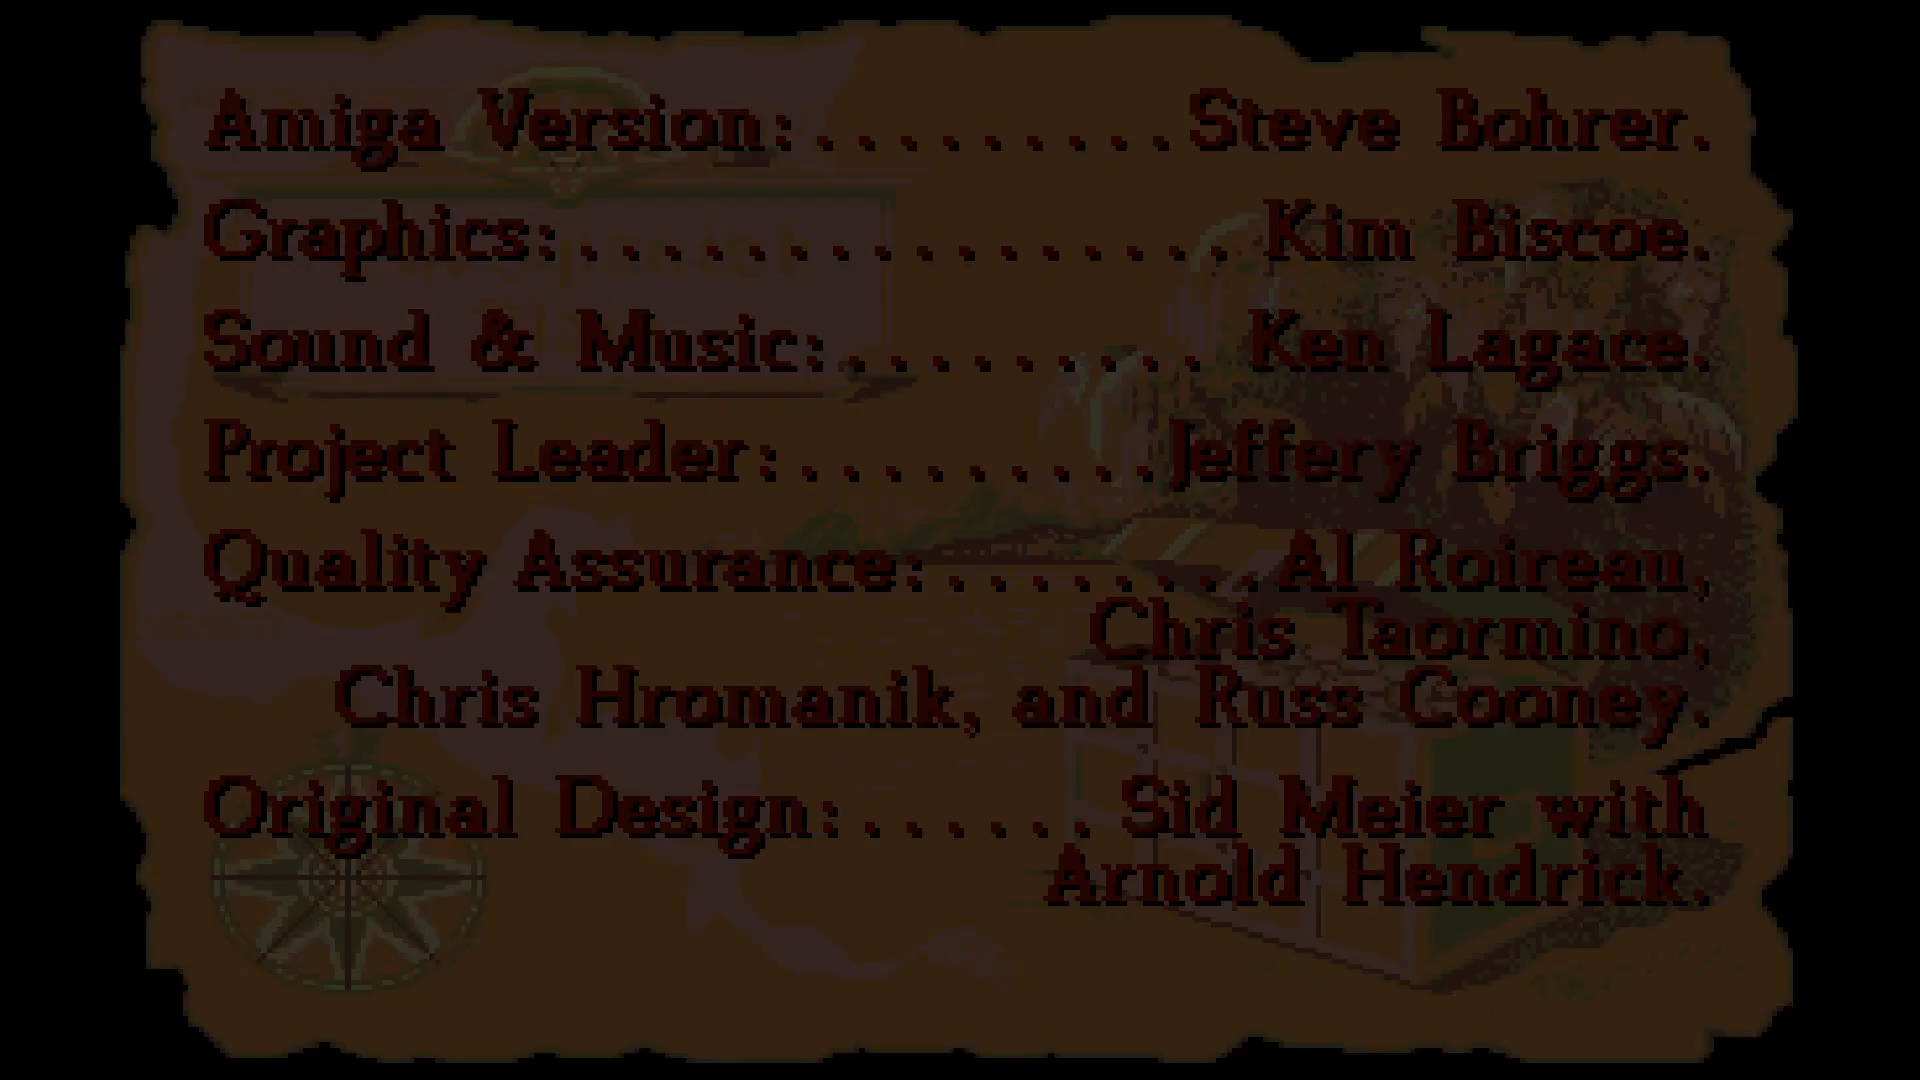 Amiga Version:.........Steve Bohrer.
Graphics:................Kim Biscoe.
Sound & Music:.........Ken Lagace.
Project Leader:.........Jeffery Briggs.
Quality Assurance:........Al Roireau,
Chris Taormino,
Chris Hromanik, and Russ Cooney.
Original Design:......Sid Meier with
Arnold Hendrick.